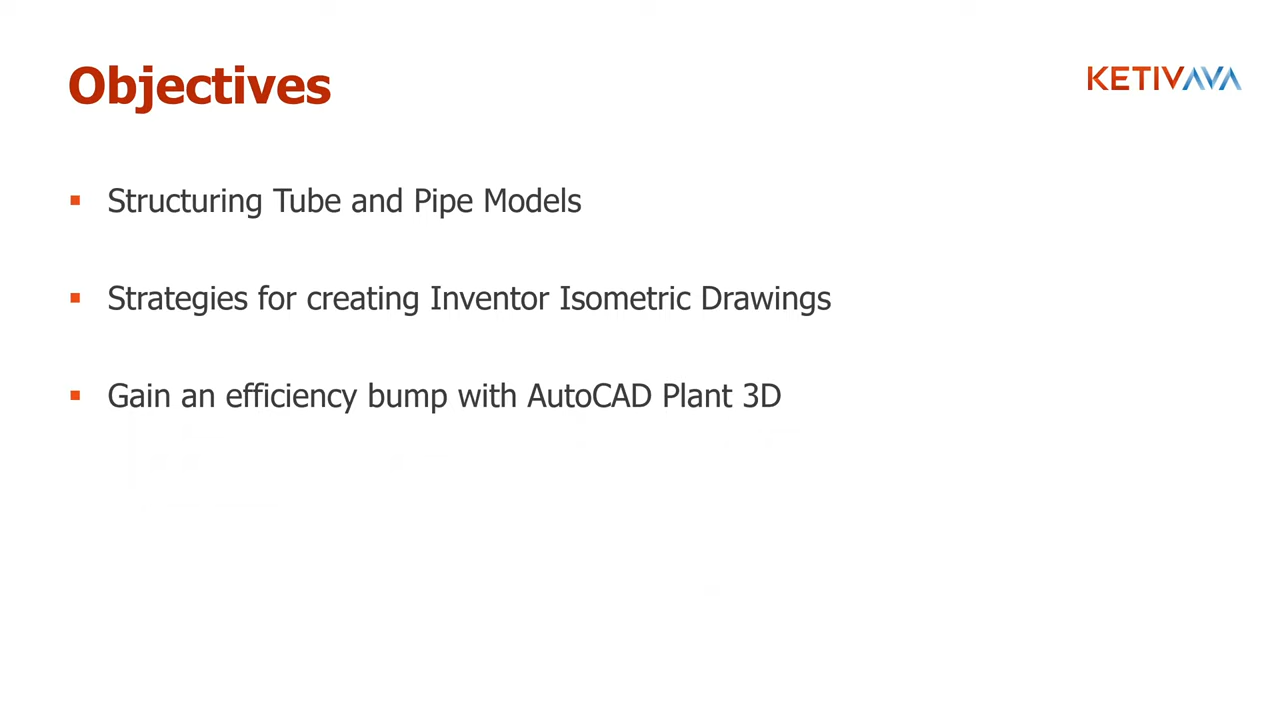 Objectives
KETIVAVA
Structuring Tube and Pipe Models
Strategies for creating Inventor Isometric Drawings
Gain an efficiency bump with AutoCAD Plant 3D